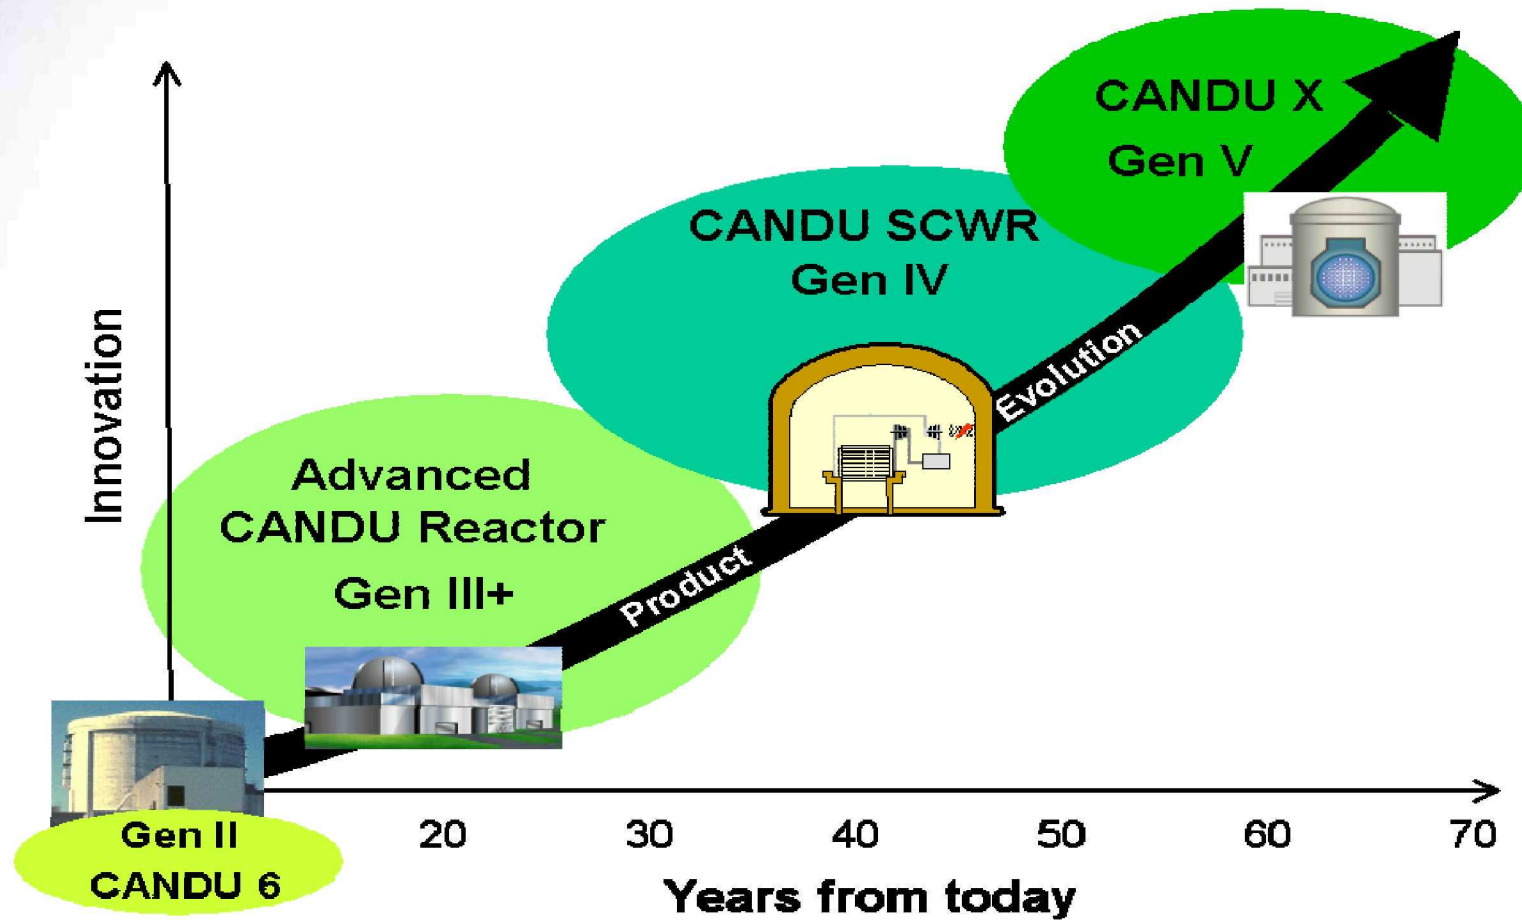 CANDU X
Gen V
CANDU SCWR
Gen IV
Evolution
Innovation
Advanced
CANDU Reactor
Gen III+
Product
Gen II
CANDU 6
20 30 40 50 60 70
Years from today